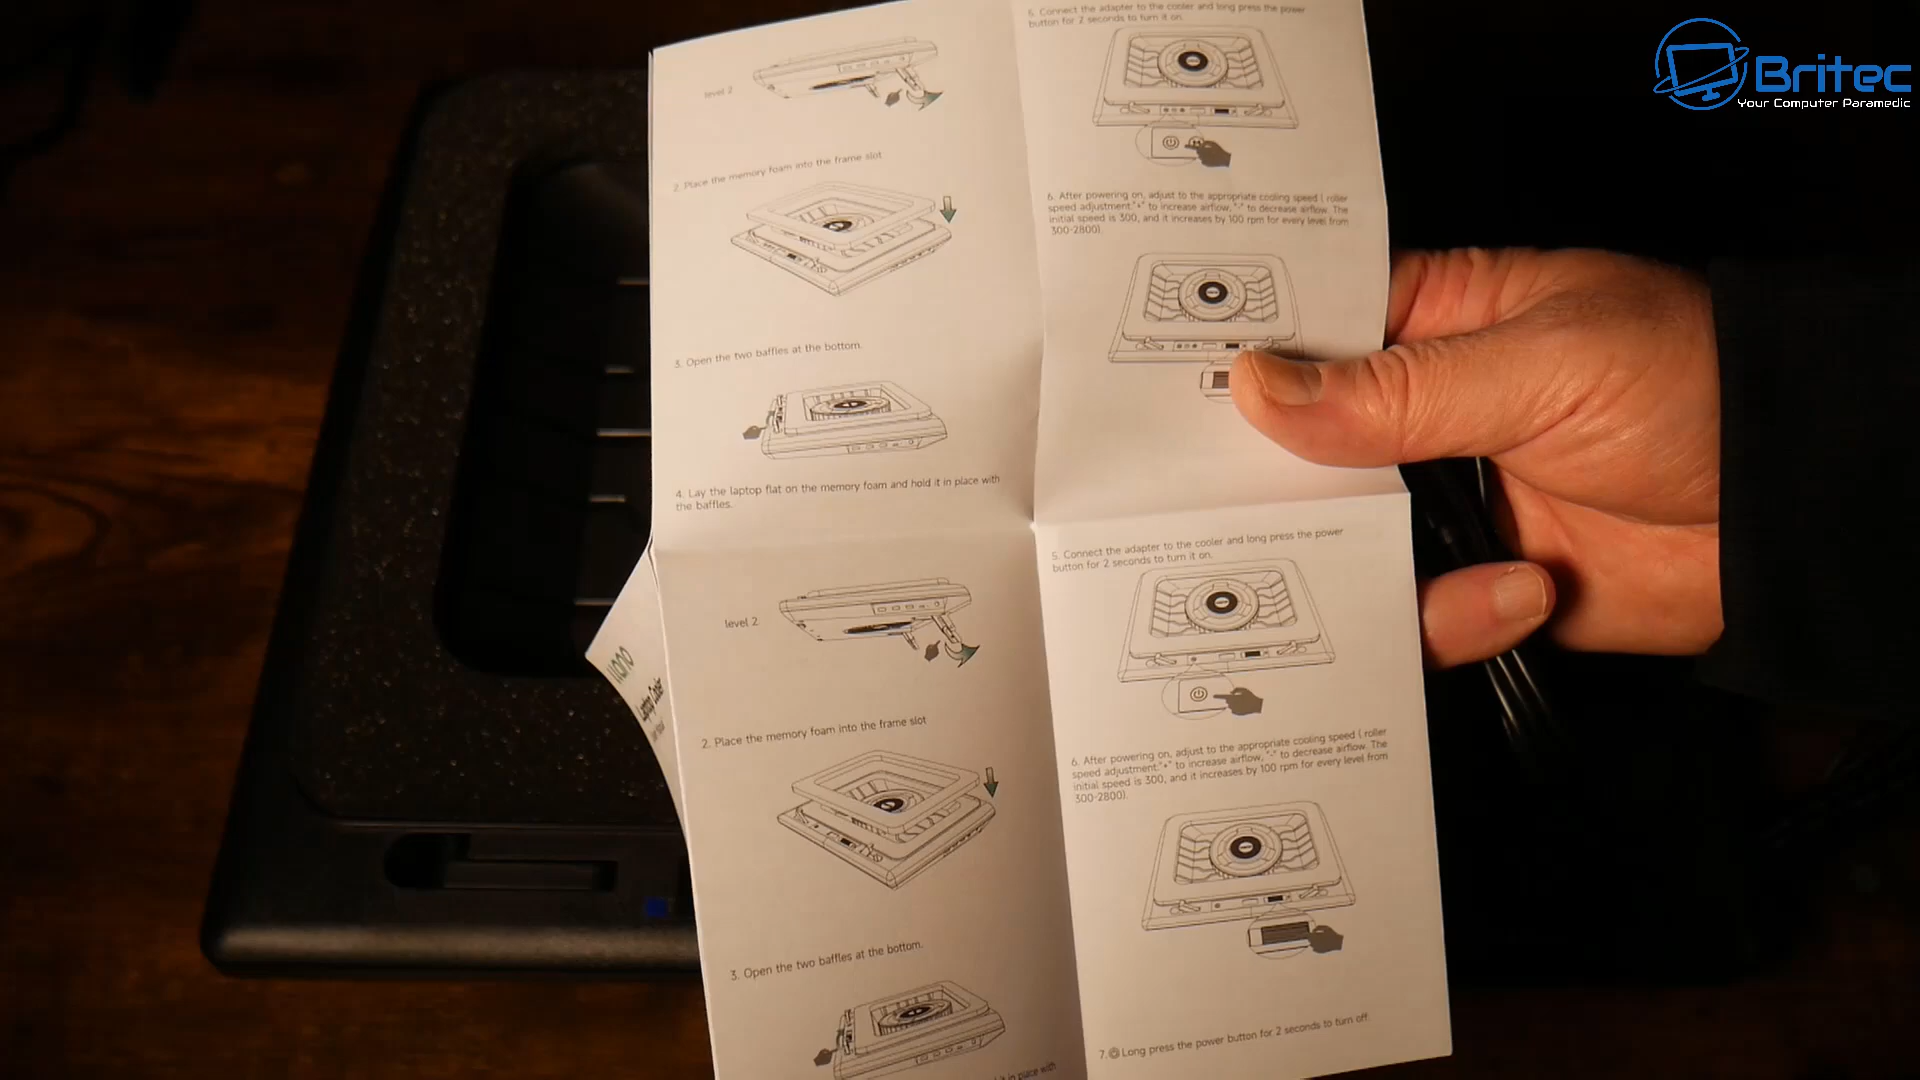 level 2
2. Place the memory foam into the frame slot
3. Open the two baffles at the bottom.
4. Lay the laptop flat on the memory foam and hold it in place with
the baffles.
Connect the adapter to the cooler and long press the power
button for 2 seconds to turn it on.
6. After powering on, adjust to the appropriate cooling speed ( roller
speed adjustment:"+" to increase airflow, "-" to decrease airflow. The
initial speed is 300, and it increases by 100 rpm for every level from
300-2800).
level 2
2. Place the memory foam into the frame slot
3. Open the two baffles at the bottom.
it in place with
5. Connect the adapter to the cooler and long press the power
button for 2 seconds to turn it on.
6. After powering on, adjust to the appropriate cooling speed ( roller
speed adjustment:"+" to increase airflow, "-" to decrease airflow. The
initial speed is 300, and it increases by 100 rpm for every level from
300-2800).
7. Long press the power button for 2 seconds to turn off.
llano
Laptop Cooler
Britec
Your Computer Paramedic